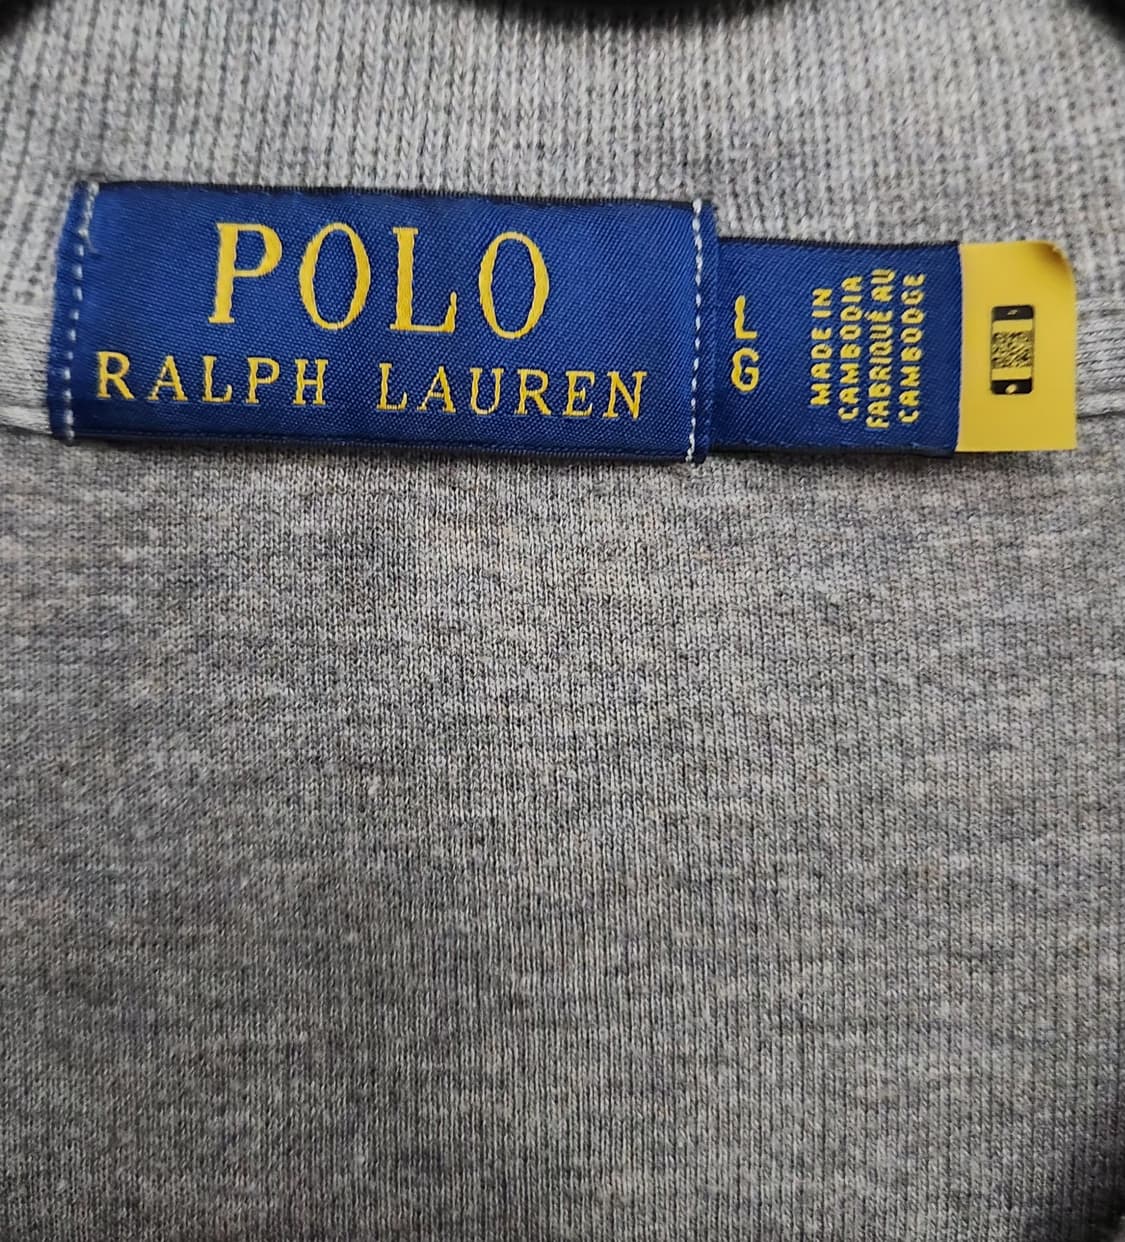 POLO
RALPH LAUREN
L
G
MADE IN
CAMBODIA
FABRIQUÉ AU
CAMBODGE